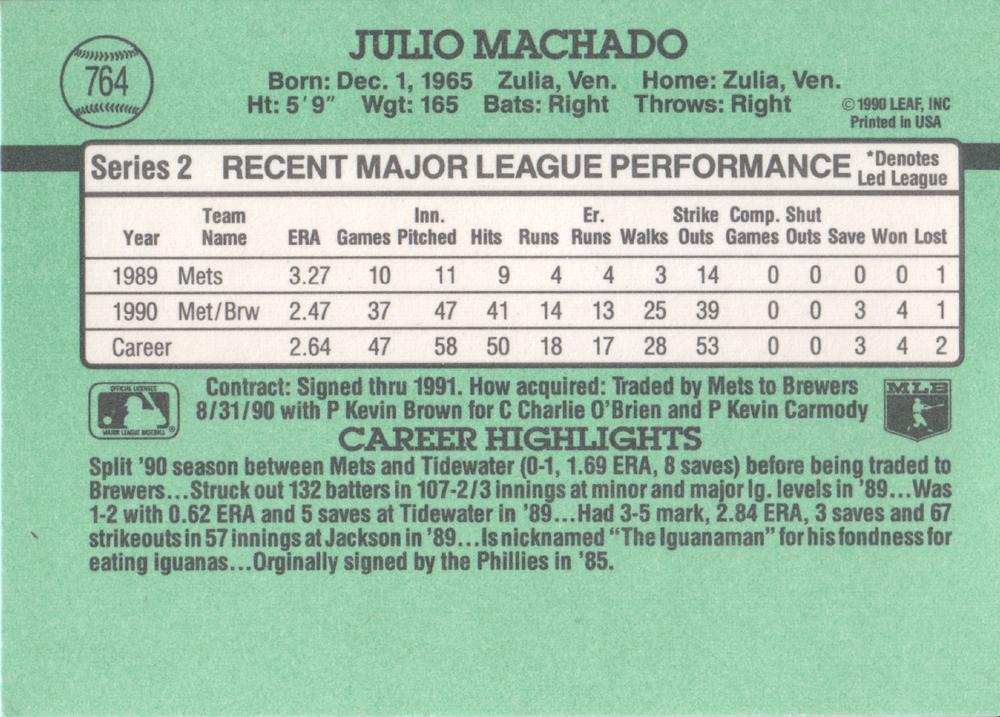 JULIO MACHADO
764
Born: Dec. 1, 1965 Zulia, Ven. Home: Zulia, Ven.
Ht: 5'9" Wgt: 165 Bats: Right Throws: Right
© 1990 LEAF, INC
Printed in USA
Series 2 RECENT MAJOR LEAGUE PERFORMANCE *Denotes Led League
Year Team Name ERA Games Inn. Pitched Hits Runs Er. Runs Walks Strike Outs Comp. Games Shut Outs Save Won Lost
1989 Mets 3.27 10 11 9 4 4 3 14 0 0 0 0 1
1990 Met/Brw 2.47 37 47 41 14 13 25 39 0 0 3 4 1
Career 2.64 47 58 50 18 17 28 53 0 0 3 4 2
OFFICIAL LICENSEE
MAJOR LEAGUE BASEBALL ®
Contract: Signed thru 1991. How acquired: Traded by Mets to Brewers
8/31/90 with P Kevin Brown for C Charlie O'Brien and P Kevin Carmody
MLB
CAREER HIGHLIGHTS
Split '90 season between Mets and Tidewater (0-1, 1.69 ERA, 8 saves) before being traded to
Brewers...Struck out 132 batters in 107-2/3 innings at minor and major lg. levels in '89...Was
1-2 with 0.62 ERA and 5 saves at Tidewater in '89...Had 3-5 mark, 2.84 ERA, 3 saves and 67
strikeouts in 57 innings at Jackson in '89...Is nicknamed "The Iguanaman" for his fondness for
eating iguanas...Orginally signed by the Phillies in '85.